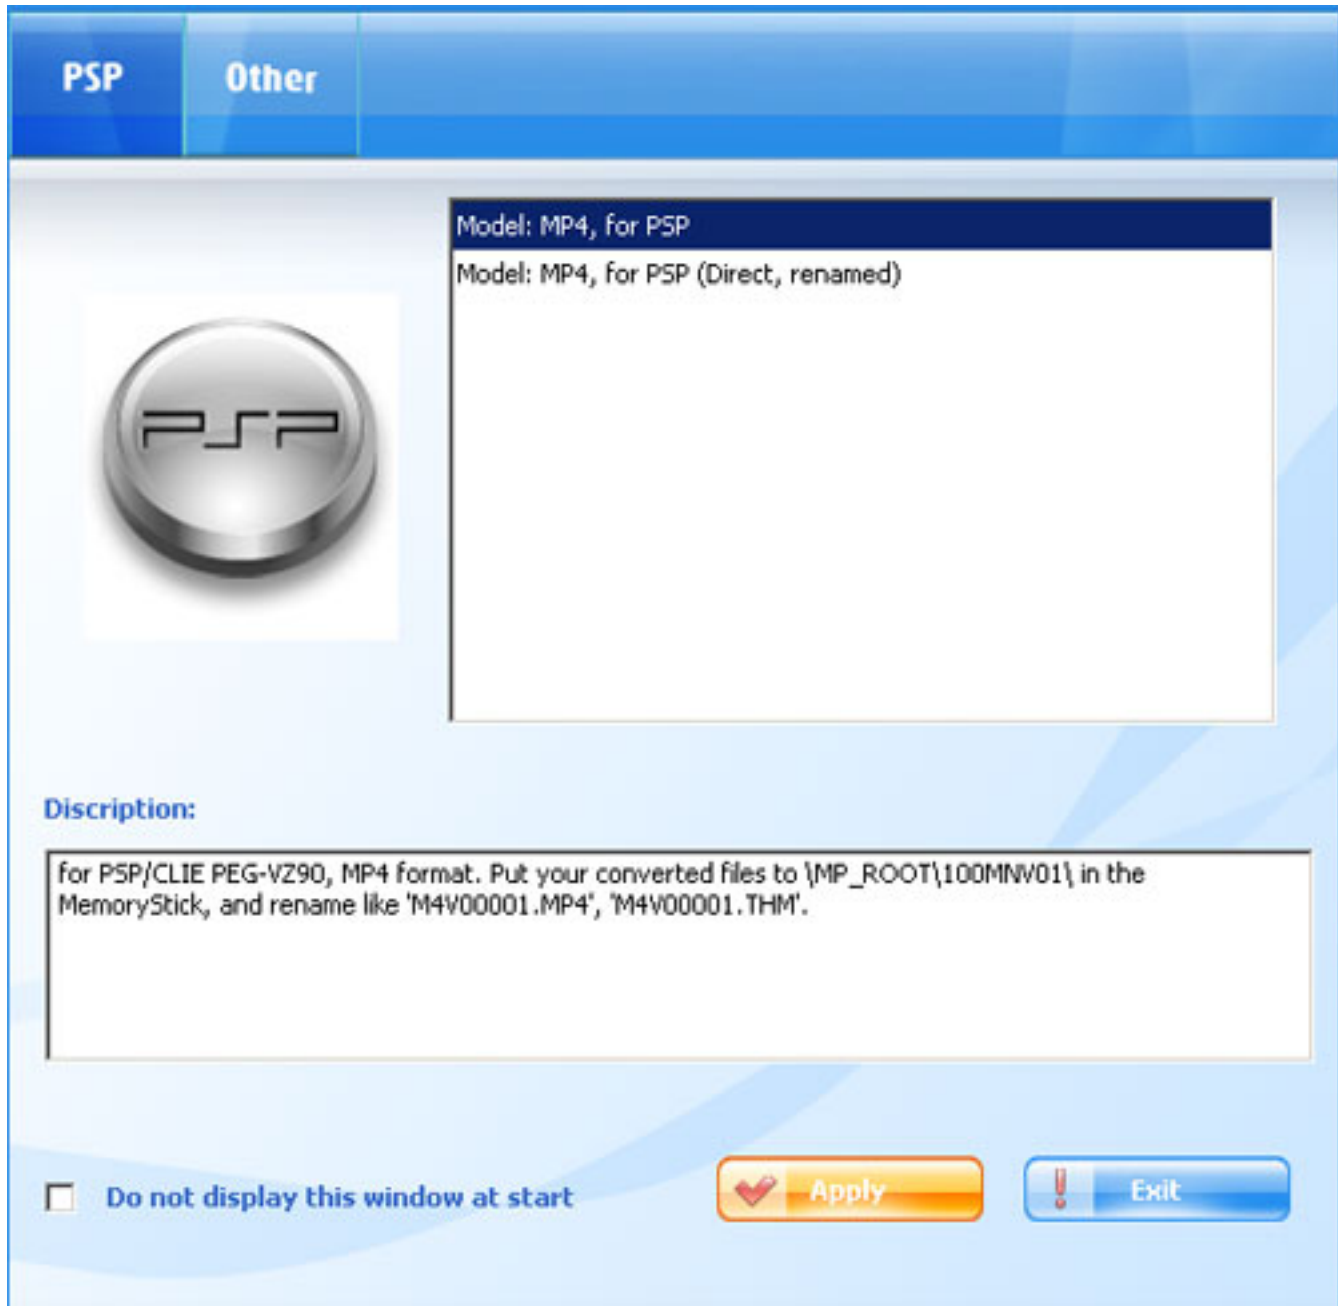 PSP
Other
Model: MP4, for PSP
Model: MP4, for PSP (Direct, renamed)
PSP
Discription:
for PSP/CLIE PEG-VZ90, MP4 format. Put your converted files to \MP_ROOT\100MNV01\ in the
MemoryStick, and rename like 'M4V00001.MP4', 'M4V00001.THM'.
Do not display this window at start
Apply
Exit